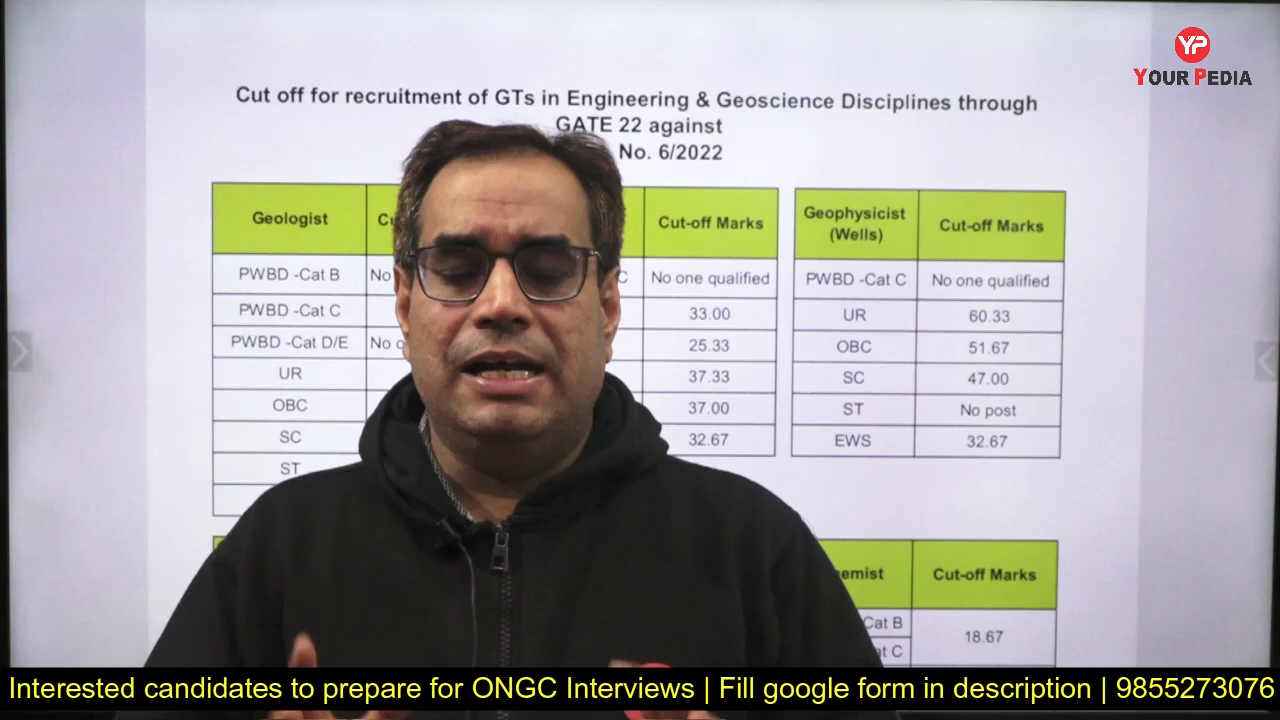 YP
YOUR PEDIA
Cut off for recruitment of GTs in Engineering & Geoscience Disciplines through
GATE 22 against
No. 6/2022
Geologist
Cut-off Marks
Geophysicist
(Wells)
Cut-off Marks
PWBD -Cat B
No
No one qualified
PWBD -Cat C
No one qualified
PWBD -Cat C
33.00
UR
60.33
PWBD -Cat D/E
No
25.33
OBC
51.67
UR
37.33
SC
47.00
OBC
37.00
ST
No post
SC
32.67
EWS
32.67
ST
Cut-off Marks
Cat B
18.67
Interested candidates to prepare for ONGC Interviews | Fill google form in description | 9855273076